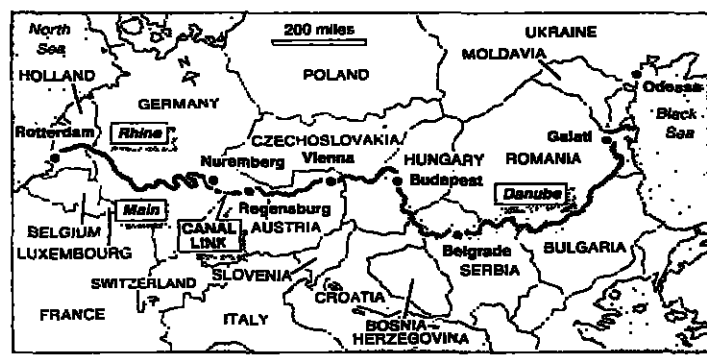 North
Sea
200 miles
UKRAINE
MOLDAVIA
HOLLAND
N
POLAND
Odessa
GERMANY
Black
Sea
Rotterdam
Rhine
CZECHOSLOVAKIA
Galati
Nuremberg
Vienna
HUNGARY
ROMANIA
Budapest
Main
Regensburg
Danube
BELGIUM
CANAL
LINK
AUSTRIA
LUXEMBOURG
Belgrade
BULGARIA
SLOVENIA
SERBIA
SWITZERLAND
CROATIA
FRANCE
ITALY
BOSNIA-
HERZEGOVINA